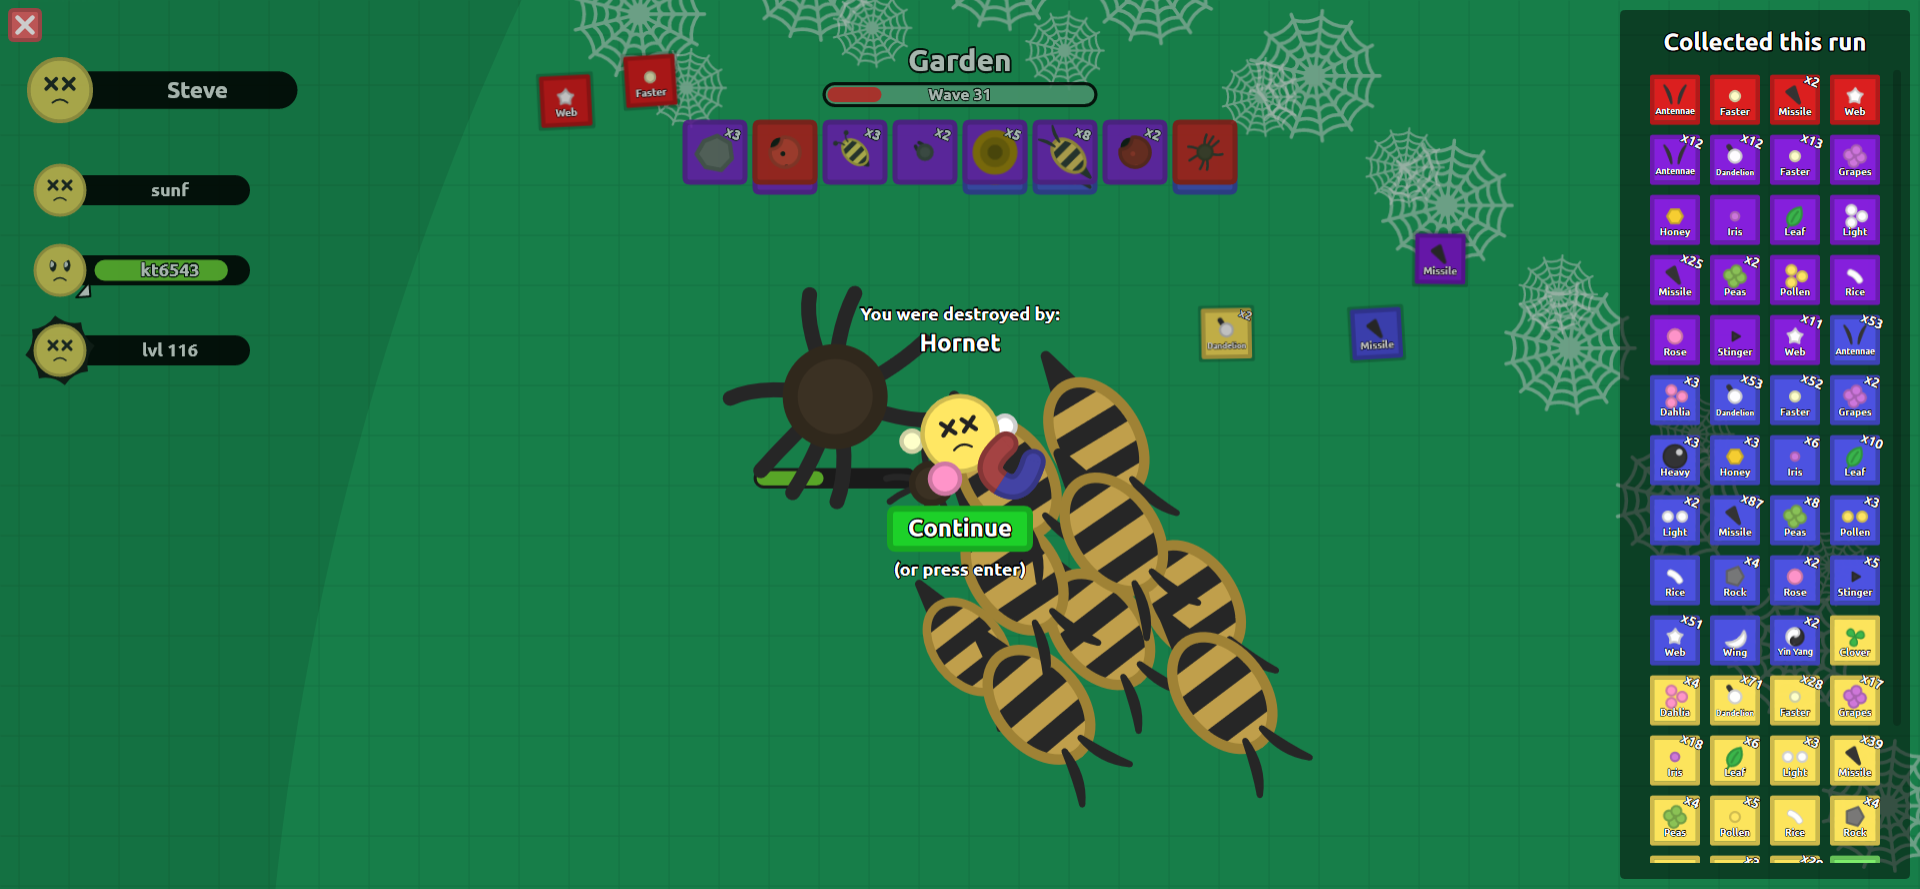 Steve
sunf
kt6543
lvl 116
Web
Faster
Garden
Wave 31
x3
x3
x2
x5
x8
x2
Missile
x2
Dandelion
Missile
You were destroyed by:
Hornet
Continue
(or press enter)
Collected this run
Antennae
Faster
x2 Missile
Web
x12 Antennae
x12 Dandelion
x13 Faster
Grapes
Honey
Iris
Leaf
Light
x25 Missile
x2 Peas
Pollen
Rice
Rose
Stinger
x11 Web
x53 Antennae
x3 Dahlia
x53 Dandelion
x52 Faster
x2 Grapes
x3 Heavy
x3 Honey
x6 Iris
x10 Leaf
x2 Light
x87 Missile
x8 Peas
x3 Pollen
Rice
x4 Rock
x2 Rose
x5 Stinger
x51 Web
Wing
x2 Yin Yang
Clover
x4 Dahlia
x71 Dandelion
x28 Faster
x17 Grapes
x18 Iris
x6 Leaf
x3 Light
x39 Missile
x4 Peas
x5 Pollen
Rice
x4 Rock